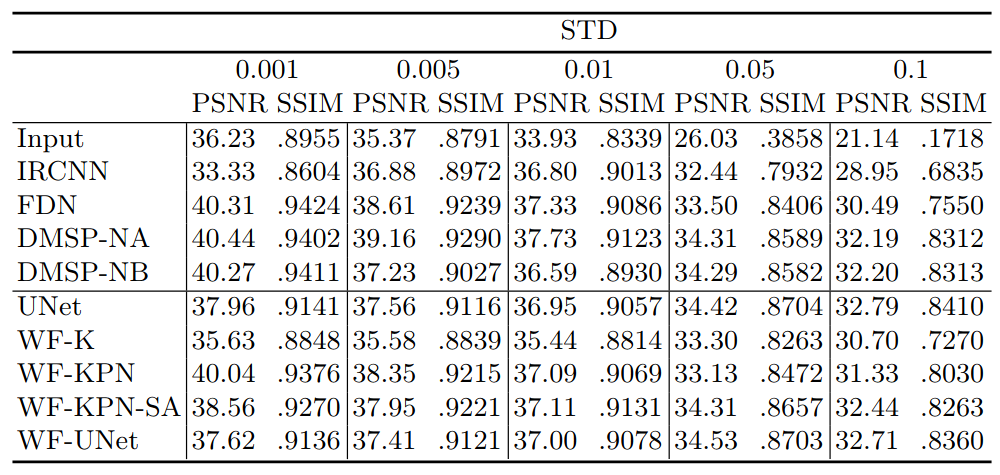 STD
0.001 0.005 0.01 0.05 0.1
PSNR SSIM PSNR SSIM PSNR SSIM PSNR SSIM PSNR SSIM
Input 36.23 .8955 35.37 .8791 33.93 .8339 26.03 .3858 21.14 .1718
IRCNN 33.33 .8604 36.88 .8972 36.80 .9013 32.44 .7932 28.95 .6835
FDN 40.31 .9424 38.61 .9239 37.33 .9086 33.50 .8406 30.49 .7550
DMSP-NA 40.44 .9402 39.16 .9290 37.73 .9123 34.31 .8589 32.19 .8312
DMSP-NB 40.27 .9411 37.23 .9027 36.59 .8930 34.29 .8582 32.20 .8313
UNet 37.96 .9141 37.56 .9116 36.95 .9057 34.42 .8704 32.79 .8410
WF-K 35.63 .8848 35.58 .8839 35.44 .8814 33.30 .8263 30.70 .7270
WF-KPN 40.04 .9376 38.35 .9215 37.09 .9069 33.13 .8472 31.33 .8030
WF-KPN-SA 38.56 .9270 37.95 .9221 37.11 .9131 34.31 .8657 32.44 .8263
WF-UNet 37.62 .9136 37.41 .9121 37.00 .9078 34.53 .8703 32.71 .8360